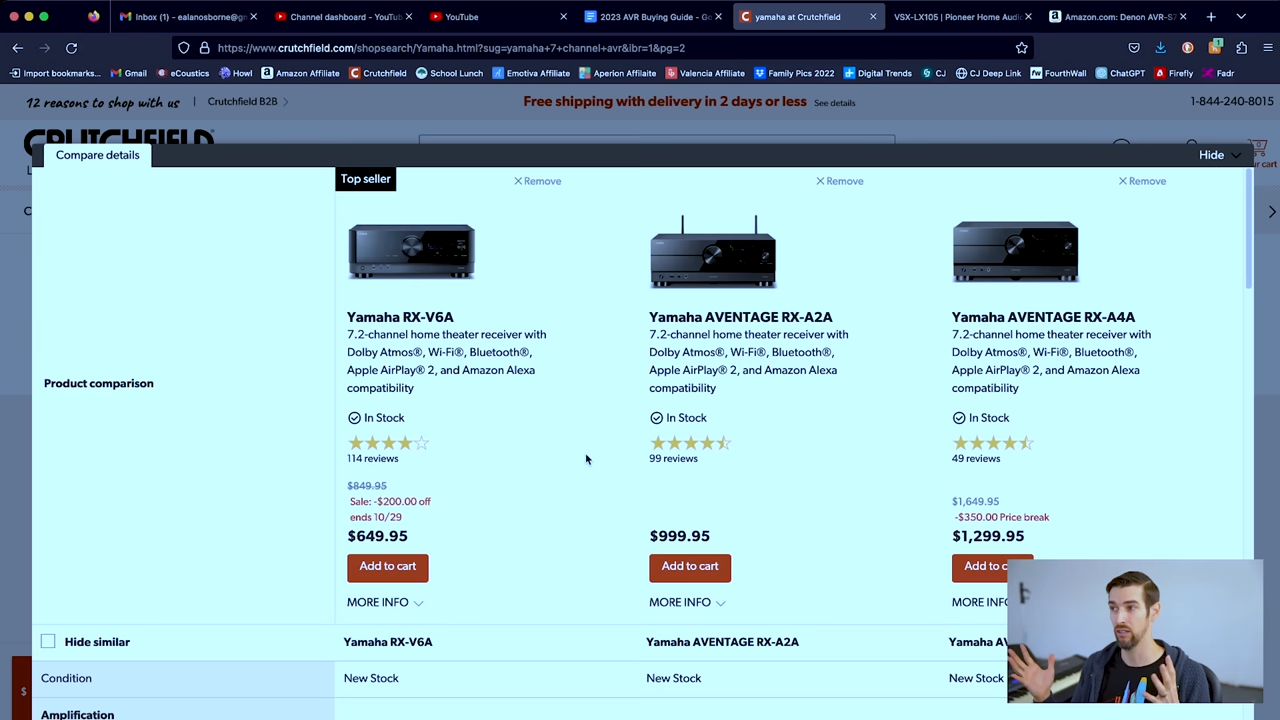 Inbox (1) - ealanosborne@gm
Channel dashboard - YouTub
YouTube
2023 AVR Buying Guide - Go
yamaha at Crutchfield
VSX-LX105 | Pioneer Home Audi
Amazon.com: Denon AVR-S7
https://www.crutchfield.com/shopsearch/Yamaha.html?sug=yamaha+7+channel+avr&ibr=1&pg=2
Import bookmarks...
Gmail
eCoustics
Howl
Amazon Affiliate
Crutchfield
School Lunch
Emotiva Affiliate
Aperion Affilaite
Valencia Affilaite
Family Pics 2022
Digital Trends
CJ
CJ Deep Link
FourthWall
ChatGPT
Firefly
Fadr
12 reasons to shop with us
Crutchfield B2B
Free shipping with delivery in 2 days or less See details
1-844-240-8015
CRUTCHFIELD
Compare details
Hide
Top seller
Remove
Remove
Remove
Yamaha RX-V6A
7.2-channel home theater receiver with
Dolby Atmos®, Wi-Fi®, Bluetooth®,
Apple AirPlay® 2, and Amazon Alexa
compatibility
In Stock
114 reviews
$849.95
Sale: -$200.00 off
ends 10/29
$649.95
Add to cart
MORE INFO
Yamaha AVENTAGE RX-A2A
7.2-channel home theater receiver with
Dolby Atmos®, Wi-Fi®, Bluetooth®,
Apple AirPlay® 2, and Amazon Alexa
compatibility
In Stock
99 reviews
$999.95
Add to cart
MORE INFO
Yamaha AVENTAGE RX-A4A
7.2-channel home theater receiver with
Dolby Atmos®, Wi-Fi®, Bluetooth®,
Apple AirPlay® 2, and Amazon Alexa
compatibility
In Stock
49 reviews
$1,649.95
-$350.00 Price break
$1,299.95
Add to c
MORE INFO
Product comparison
Hide similar
Yamaha RX-V6A
Yamaha AVENTAGE RX-A2A
Yamaha AV
Condition
New Stock
New Stock
New Stock
Amplification